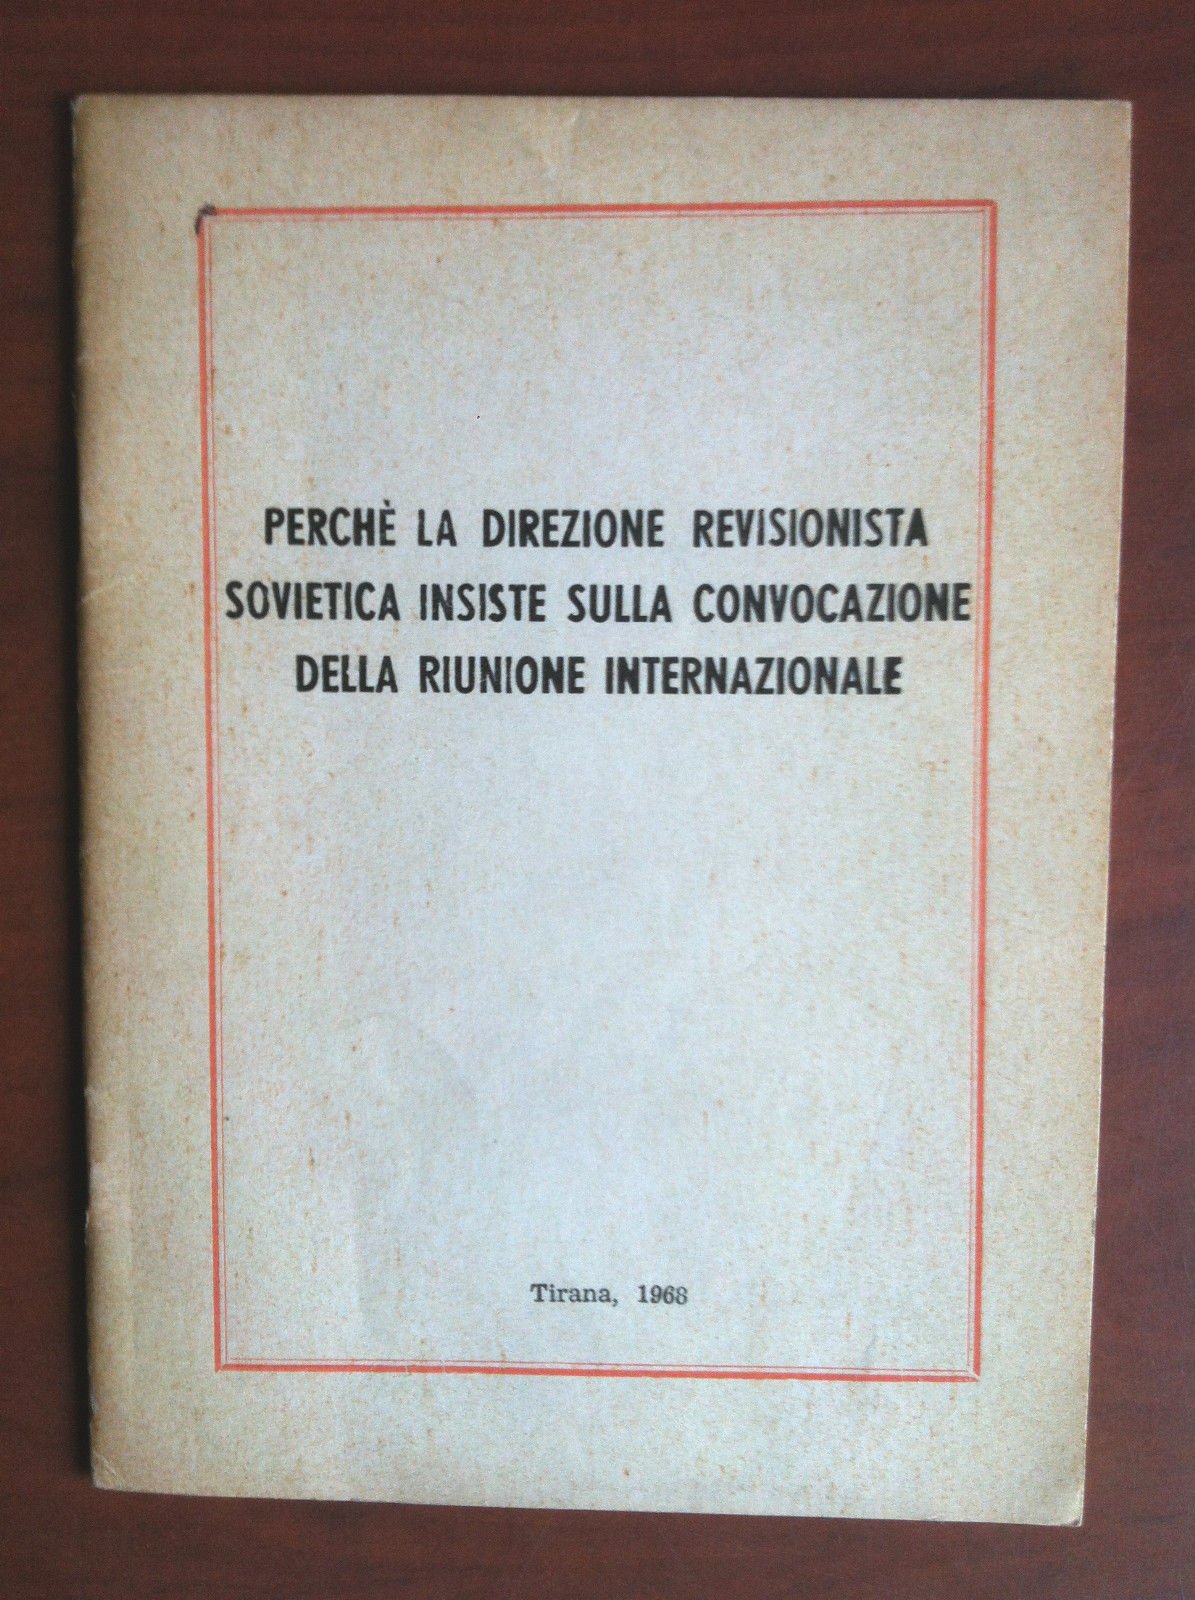 PERCHÈ LA DIREZIONE REVISIONISTA
SOVIETICA INSISTE SULLA CONVOCAZIONE
DELLA RIUNIONE INTERNAZIONALE
Tirana, 1968